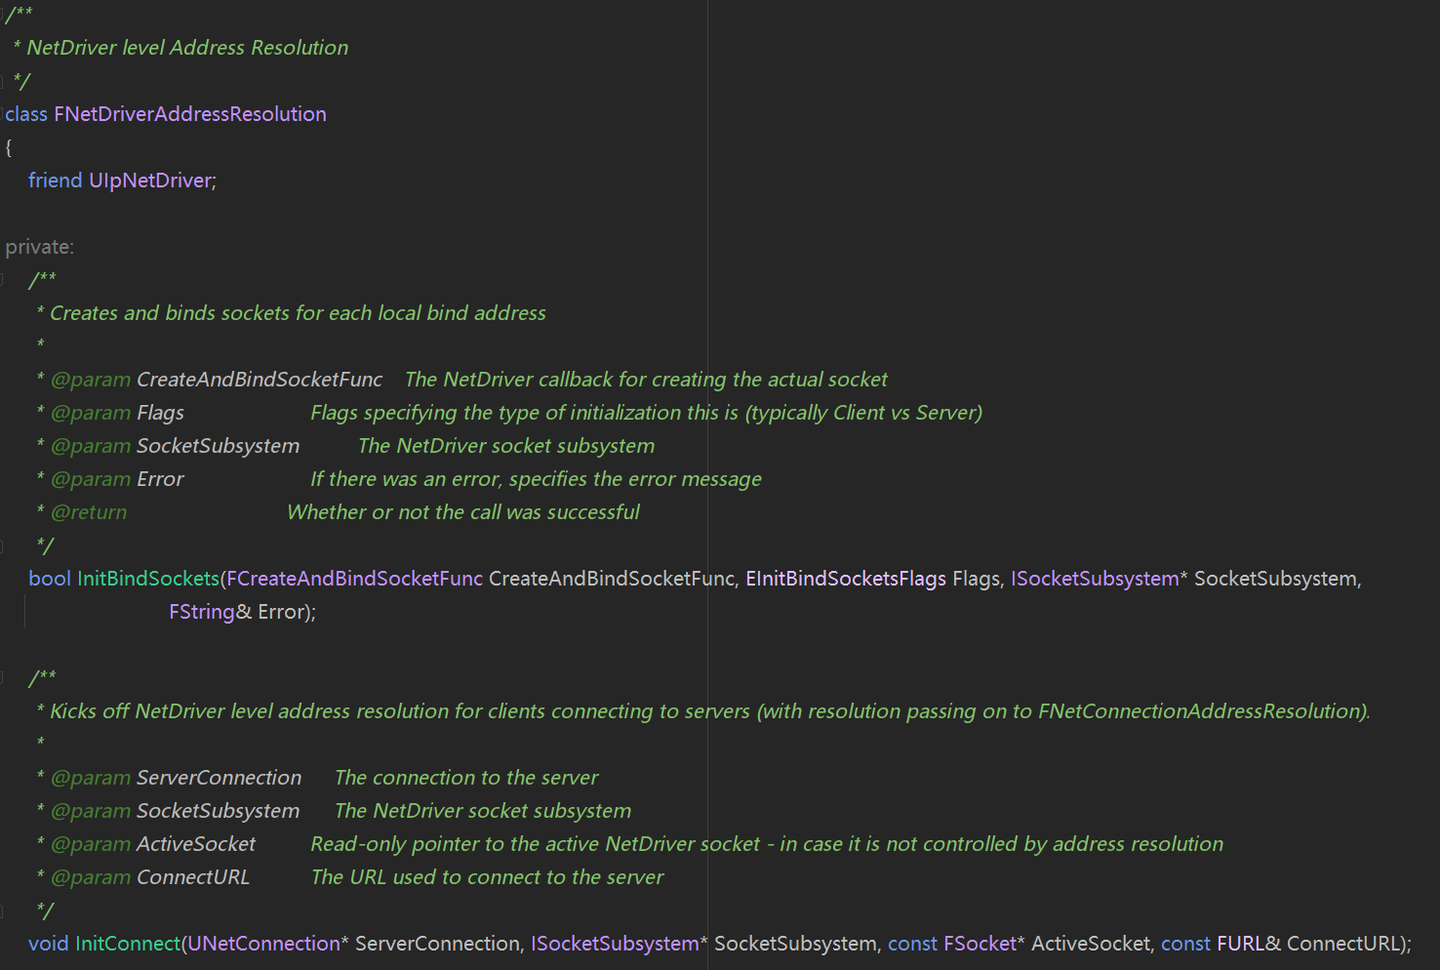 /**
 * NetDriver level Address Resolution
 */
class FNetDriverAddressResolution
{
    friend UIpNetDriver;

private:
    /**
     * Creates and binds sockets for each local bind address
     *
     * @param CreateAndBindSocketFunc    The NetDriver callback for creating the actual socket
     * @param Flags    Flags specifying the type of initialization this is (typically Client vs Server)
     * @param SocketSubsystem    The NetDriver socket subsystem
     * @param Error    If there was an error, specifies the error message
     * @return    Whether or not the call was successful
     */
    bool InitBindSockets(FCreateAndBindSocketFunc CreateAndBindSocketFunc, EInitBindSocketsFlags Flags, ISocketSubsystem* SocketSubsystem,
                FString& Error);

    /**
     * Kicks off NetDriver level address resolution for clients connecting to servers (with resolution passing on to FNetConnectionAddressResolution).
     *
     * @param ServerConnection    The connection to the server
     * @param SocketSubsystem    The NetDriver socket subsystem
     * @param ActiveSocket    Read-only pointer to the active NetDriver socket - in case it is not controlled by address resolution
     * @param ConnectURL    The URL used to connect to the server
     */
    void InitConnect(UNetConnection* ServerConnection, ISocketSubsystem* SocketSubsystem, const FSocket* ActiveSocket, const FURL& ConnectURL);